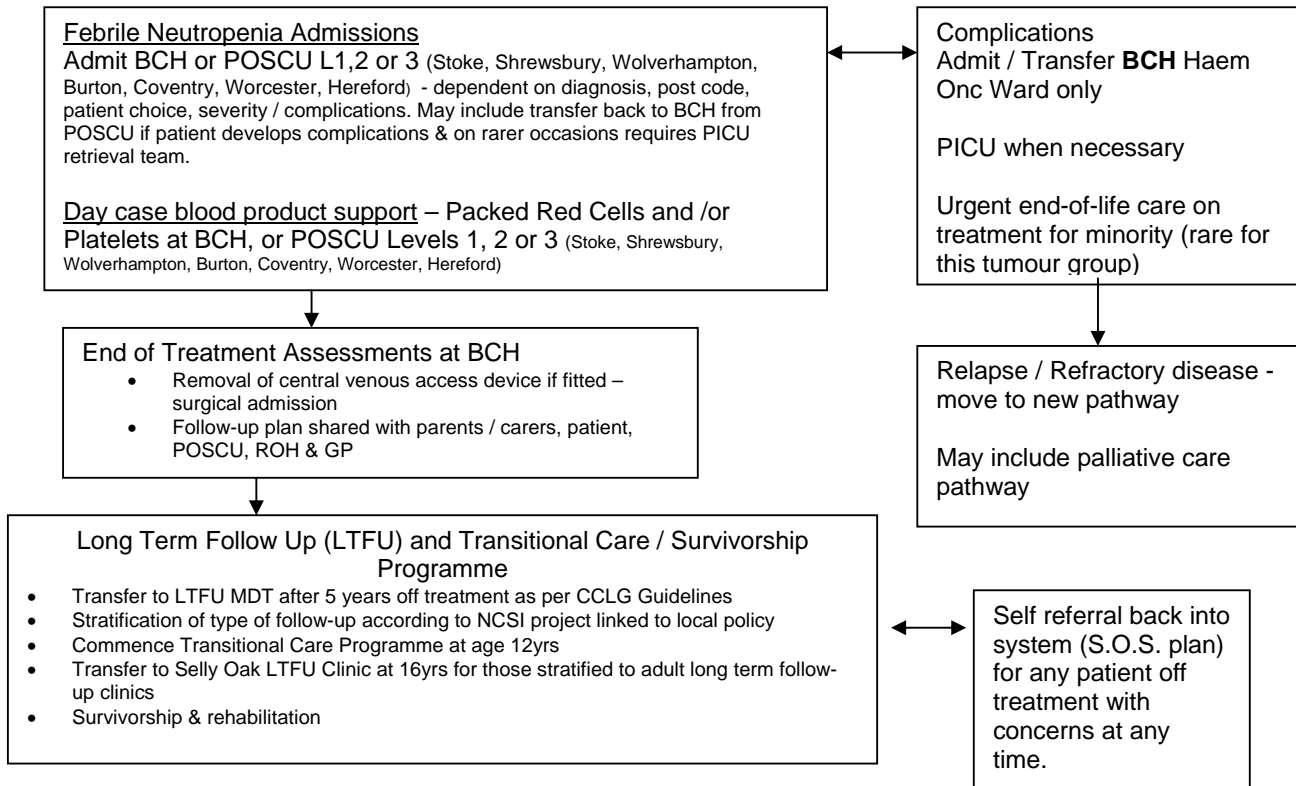 Febrile Neutropenia Admissions
Admit BCH or POSCU L1,2 or 3 (Stoke, Shrewsbury, Wolverhampton,
Burton, Coventry, Worcester, Hereford) - dependent on diagnosis, post code,
patient choice, severity / complications. May include transfer back to BCH from
POSCU if patient develops complications & on rarer occasions requires PICU
retrieval team.
Day case blood product support – Packed Red Cells and /or
Platelets at BCH, or POSCU Levels 1, 2 or 3 (Stoke, Shrewsbury,
Wolverhampton, Burton, Coventry, Worcester, Hereford)
Complications
Admit / Transfer BCH Haem
Onc Ward only
PICU when necessary
Urgent end-of-life care on
treatment for minority (rare for
this tumour group)
End of Treatment Assessments at BCH
• Removal of central venous access device if fitted –
surgical admission
• Follow-up plan shared with parents / carers, patient,
POSCU, ROH & GP
Relapse / Refractory disease -
move to new pathway
May include palliative care
pathway
Long Term Follow Up (LTFU) and Transitional Care / Survivorship
Programme
• Transfer to LTFU MDT after 5 years off treatment as per CCLG Guidelines
• Stratification of type of follow-up according to NCSI project linked to local policy
• Commence Transitional Care Programme at age 12yrs
• Transfer to Selly Oak LTFU Clinic at 16yrs for those stratified to adult long term follow-
up clinics
• Survivorship & rehabilitation
Self referral back into
system (S.O.S. plan)
for any patient off
treatment with
concerns at any
time.